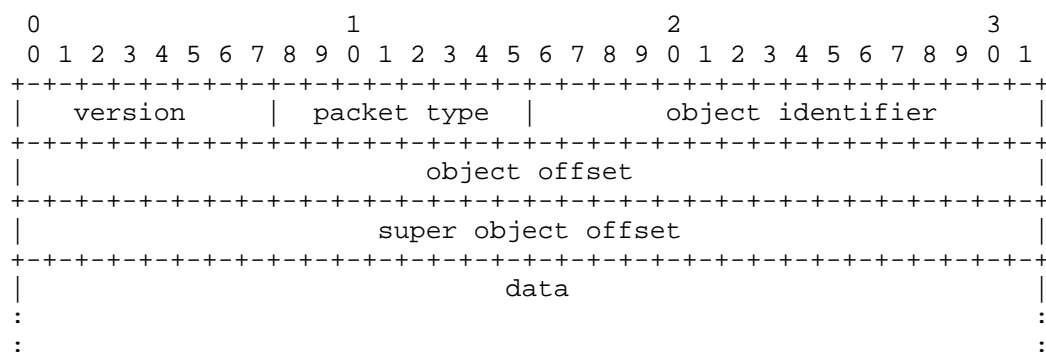 0                   1                   2                   3
0 1 2 3 4 5 6 7 8 9 0 1 2 3 4 5 6 7 8 9 0 1 2 3 4 5 6 7 8 9 0 1
+-+-+-+-+-+-+-+-+-+-+-+-+-+-+-+-+-+-+-+-+-+-+-+-+-+-+-+-+-+-+-+-+
|    version    |  packet type  |       object identifier       |
+-+-+-+-+-+-+-+-+-+-+-+-+-+-+-+-+-+-+-+-+-+-+-+-+-+-+-+-+-+-+-+-+
|                         object offset                         |
+-+-+-+-+-+-+-+-+-+-+-+-+-+-+-+-+-+-+-+-+-+-+-+-+-+-+-+-+-+-+-+-+
|                      super object offset                      |
+-+-+-+-+-+-+-+-+-+-+-+-+-+-+-+-+-+-+-+-+-+-+-+-+-+-+-+-+-+-+-+-+
|                              data                             |
:                                                               :
:                                                               :